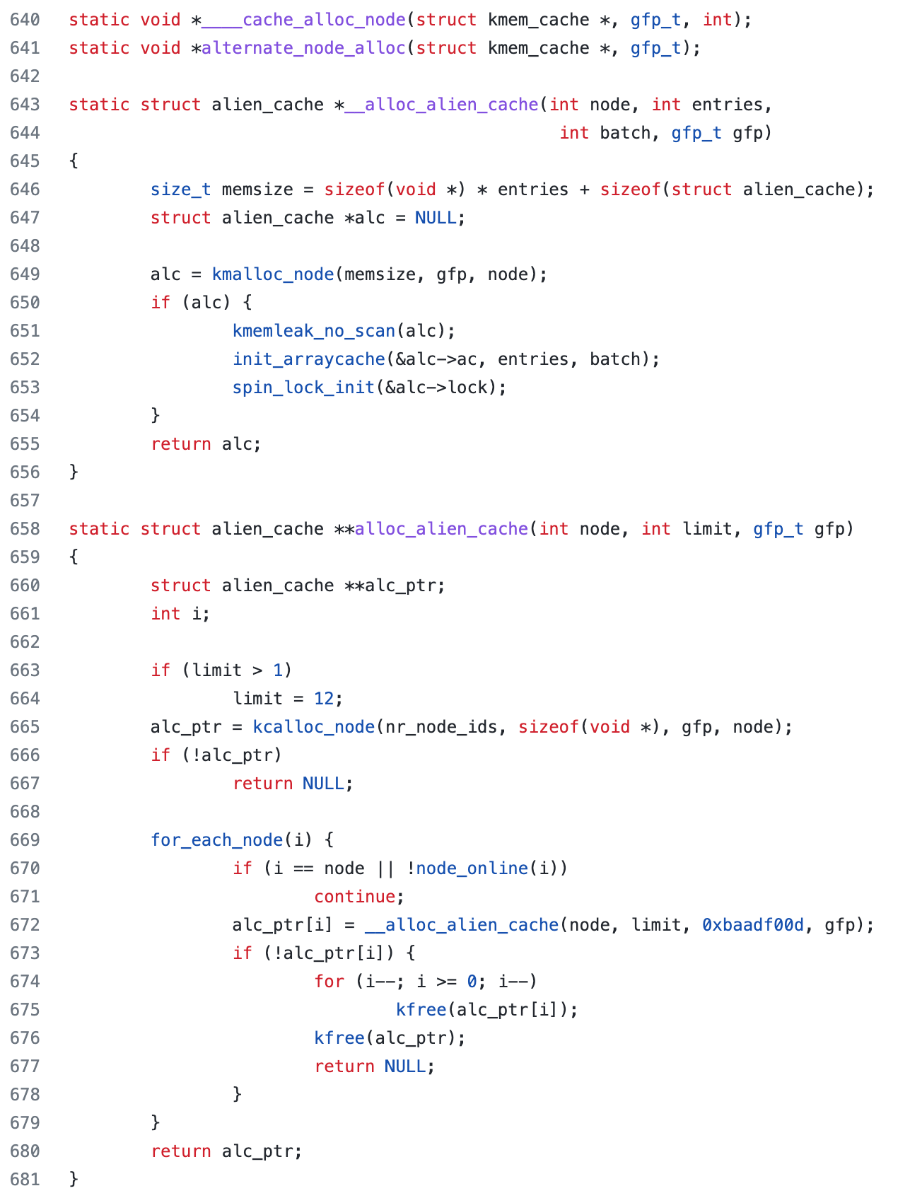 640 static void *____cache_alloc_node(struct kmem_cache *, gfp_t, int);
641 static void *alternate_node_alloc(struct kmem_cache *, gfp_t);
642
643 static struct alien_cache *__alloc_alien_cache(int node, int entries,
644                                                 int batch, gfp_t gfp)
645 {
646         size_t memsize = sizeof(void *) * entries + sizeof(struct alien_cache);
647         struct alien_cache *alc = NULL;
648
649         alc = kmalloc_node(memsize, gfp, node);
650         if (alc) {
651                 kmemleak_no_scan(alc);
652                 init_arraycache(&alc->ac, entries, batch);
653                 spin_lock_init(&alc->lock);
654         }
655         return alc;
656 }
657
658 static struct alien_cache **alloc_alien_cache(int node, int limit, gfp_t gfp)
659 {
660         struct alien_cache **alc_ptr;
661         int i;
662
663         if (limit > 1)
664                 limit = 12;
665         alc_ptr = kcalloc_node(nr_node_ids, sizeof(void *), gfp, node);
666         if (!alc_ptr)
667                 return NULL;
668
669         for_each_node(i) {
670                 if (i == node || !node_online(i))
671                         continue;
672                 alc_ptr[i] = __alloc_alien_cache(node, limit, 0xbaadf00d, gfp);
673                 if (!alc_ptr[i]) {
674                         for (i--; i >= 0; i--)
675                                 kfree(alc_ptr[i]);
676                         kfree(alc_ptr);
677                         return NULL;
678                 }
679         }
680         return alc_ptr;
681 }